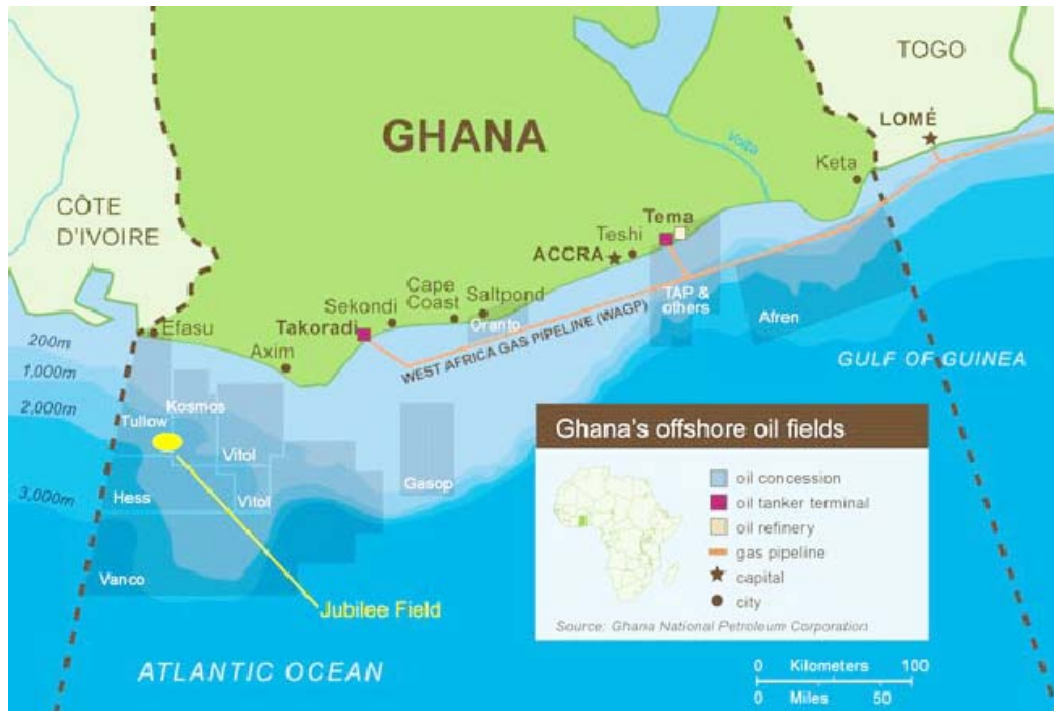 TOGO
LOMÉ
GHANA
Volta
Keta
CÔTE
D'IVOIRE
Tema
Teshi
ACCRA
Cape
Coast
Saltpond
Sekondi
Takoradi
Oranto
TAP &
others
Afren
Efasu
Axim
WEST AFRICA GAS PIPELINE (WAGP)
GULF OF GUINEA
200m
1,000m
2,000m
3,000m
Kosmos
Tullow
Vitol
Hess
Vitol
Gasop
Vanco
Jubilee Field
ATLANTIC OCEAN
Ghana's offshore oil fields
oil concession
oil tanker terminal
oil refinery
gas pipeline
capital
city
Source: Ghana National Petroleum Corporation
0 Kilometers 100
0 Miles 50